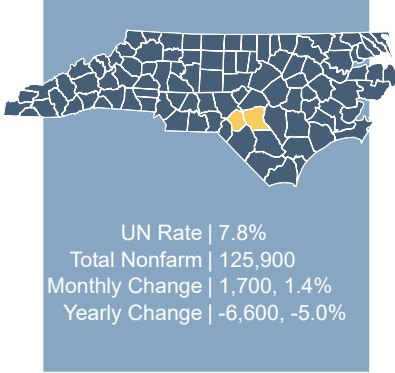 UN Rate | 7.8%
Total Nonfarm | 125,900
Monthly Change | 1,700, 1.4%
Yearly Change | -6,600, -5.0%